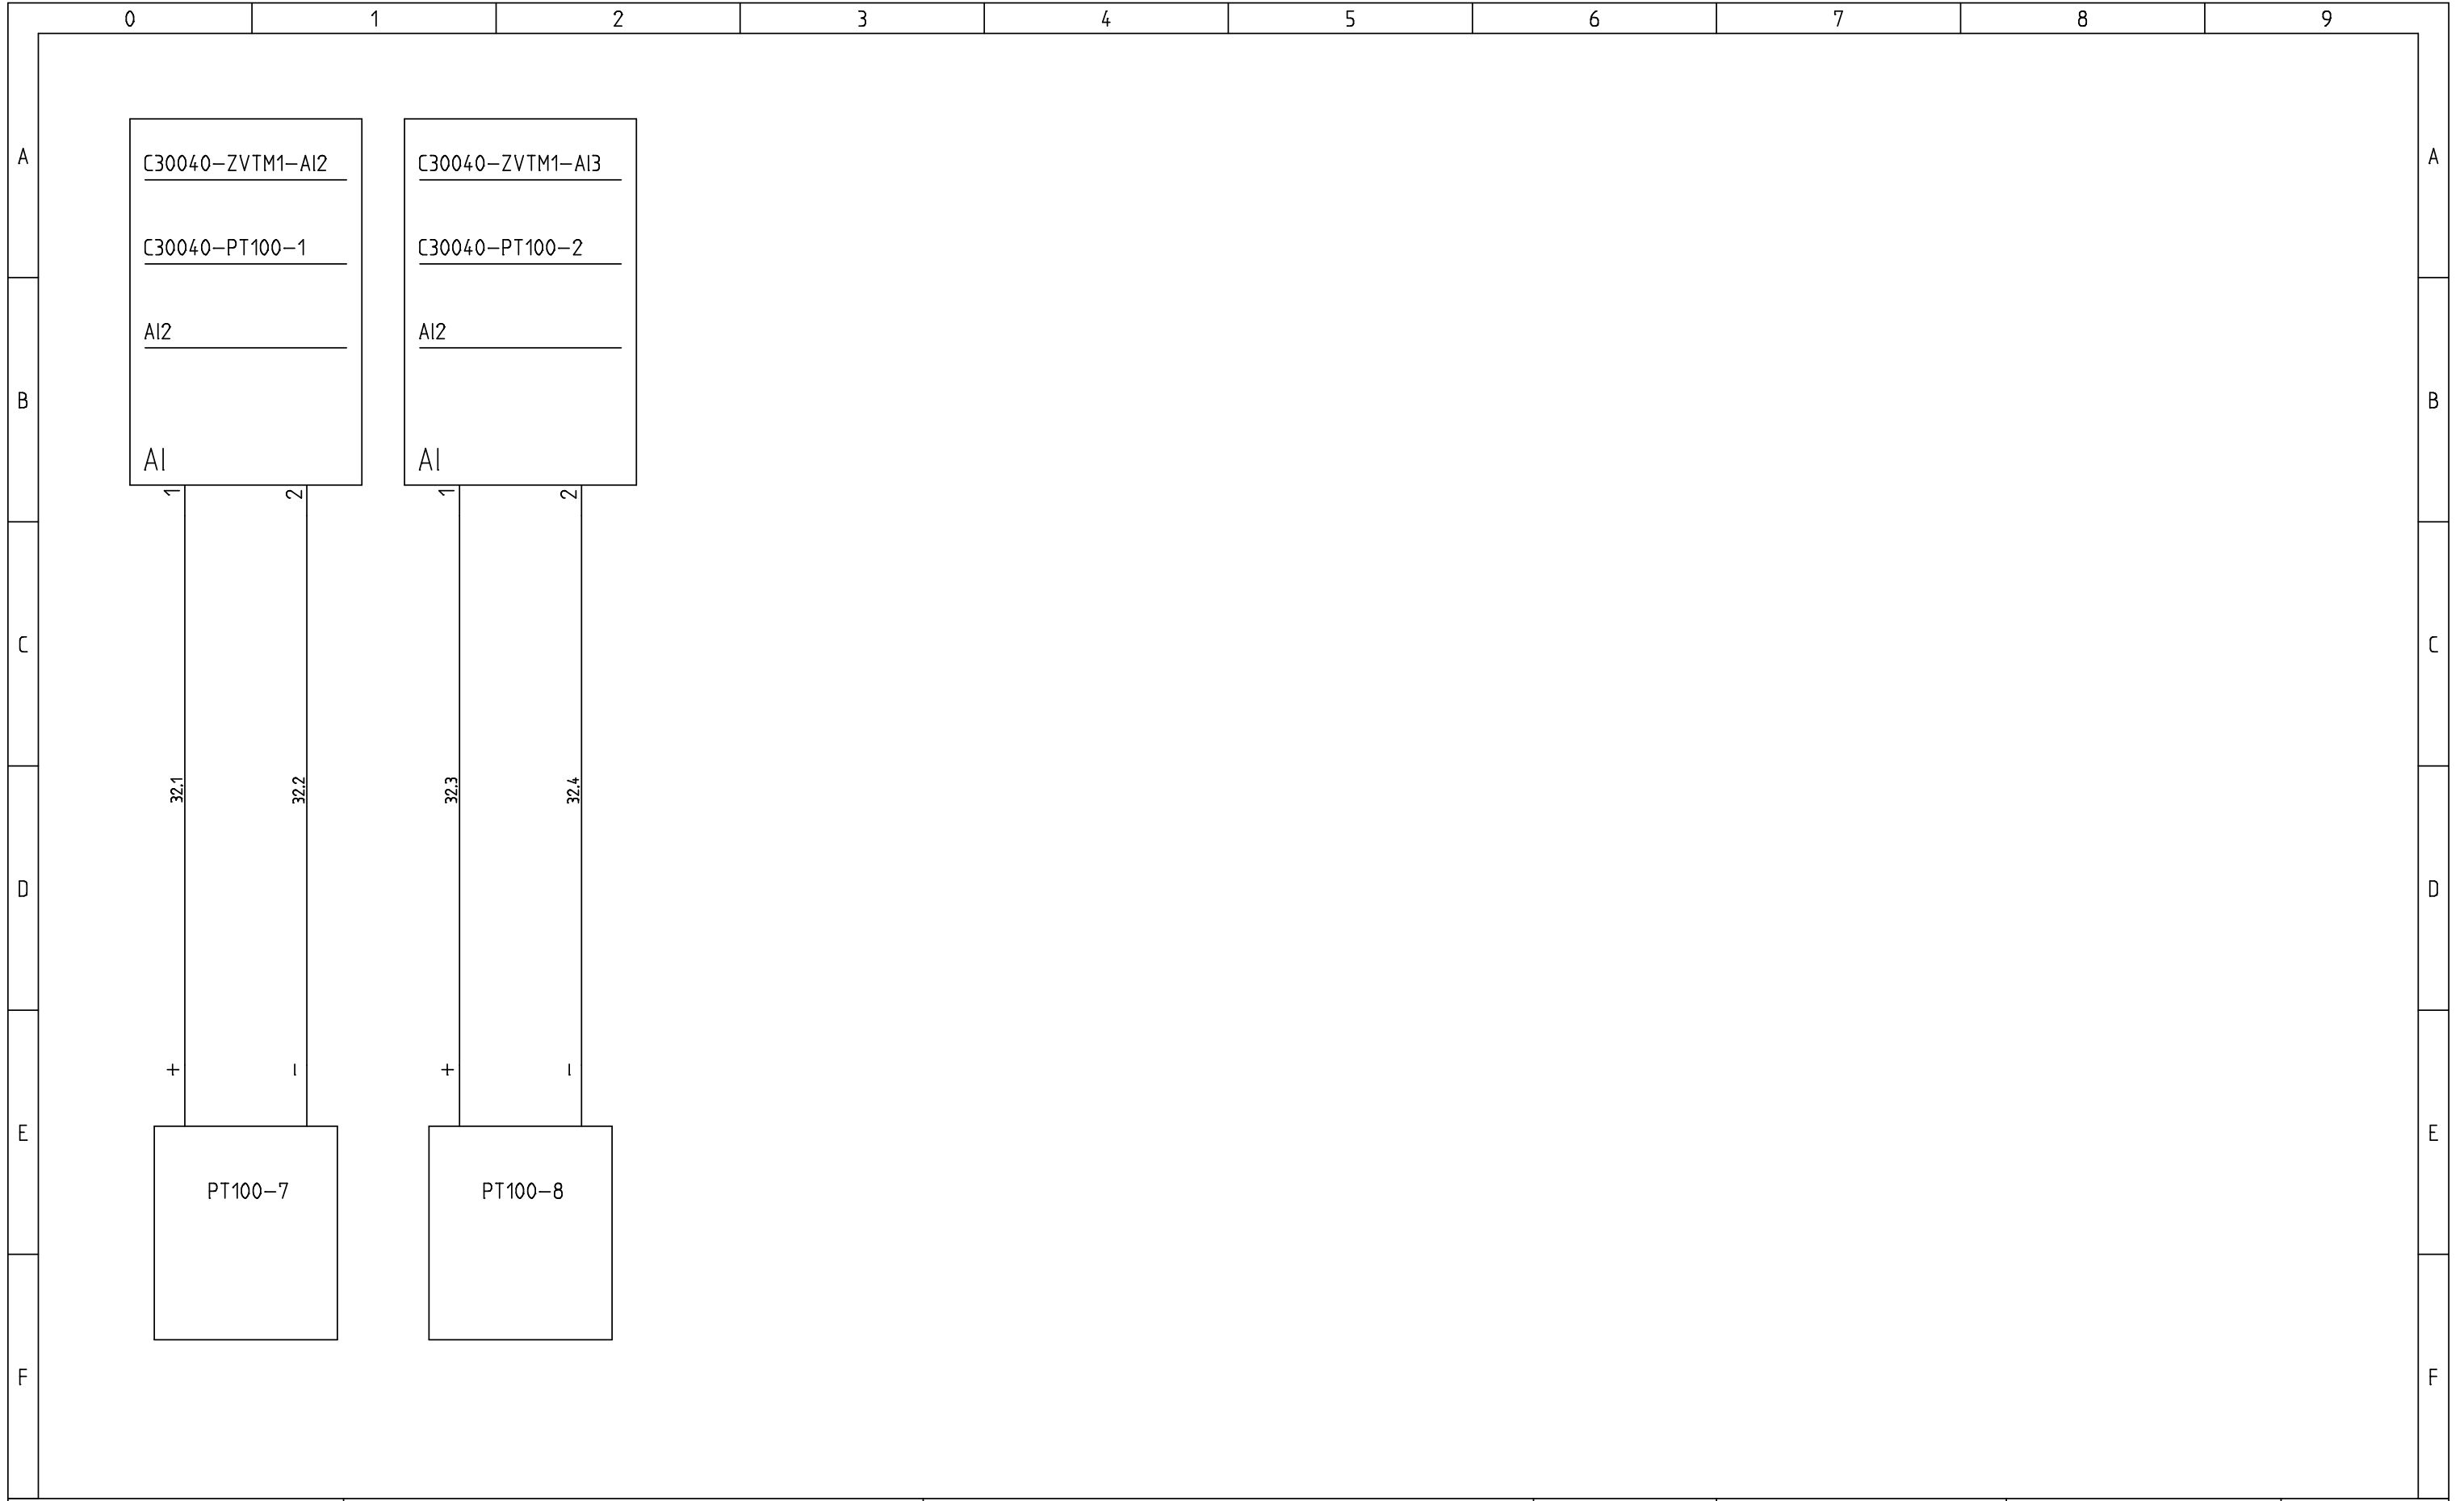 0 1 2 3 4 5 6 7 8 9
A A
C30040-ZVTM1-AI2 C30040-ZVTM1-AI3
C30040-PT100-1 C30040-PT100-2
AI2 AI2
B B
AI AI
1 2 1 2
C C
32.1 32.2 32.3 32.4
D D
+ - + -
E E
PT100-7 PT100-8
F F